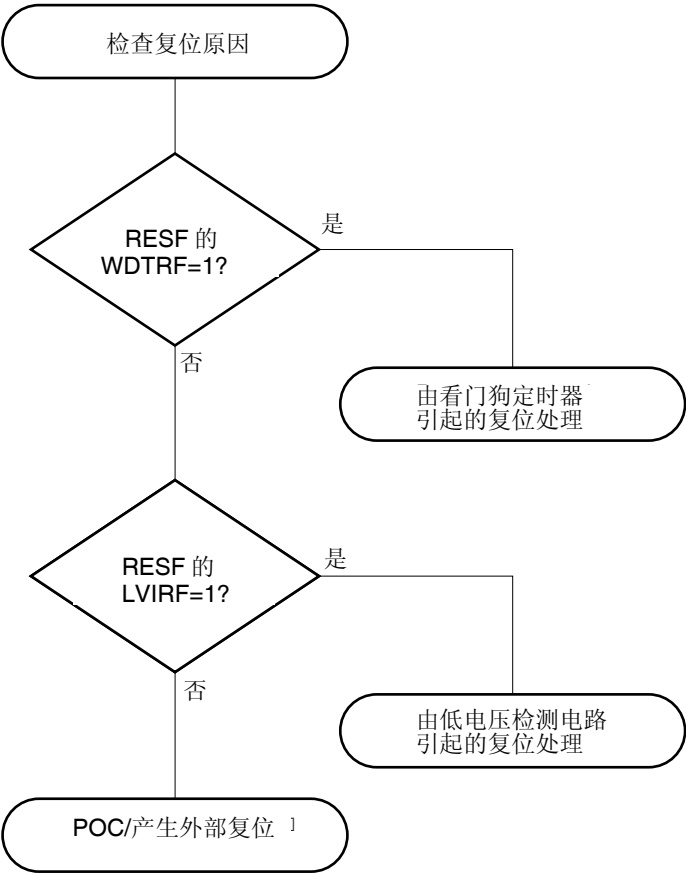 检查复位原因
RESF 的
WDTRF=1?
是
否
由看门狗定时器
引起的复位处理
RESF 的
LVIRF=1?
是
否
由低电压检测电路
引起的复位处理
POC/产生外部复位